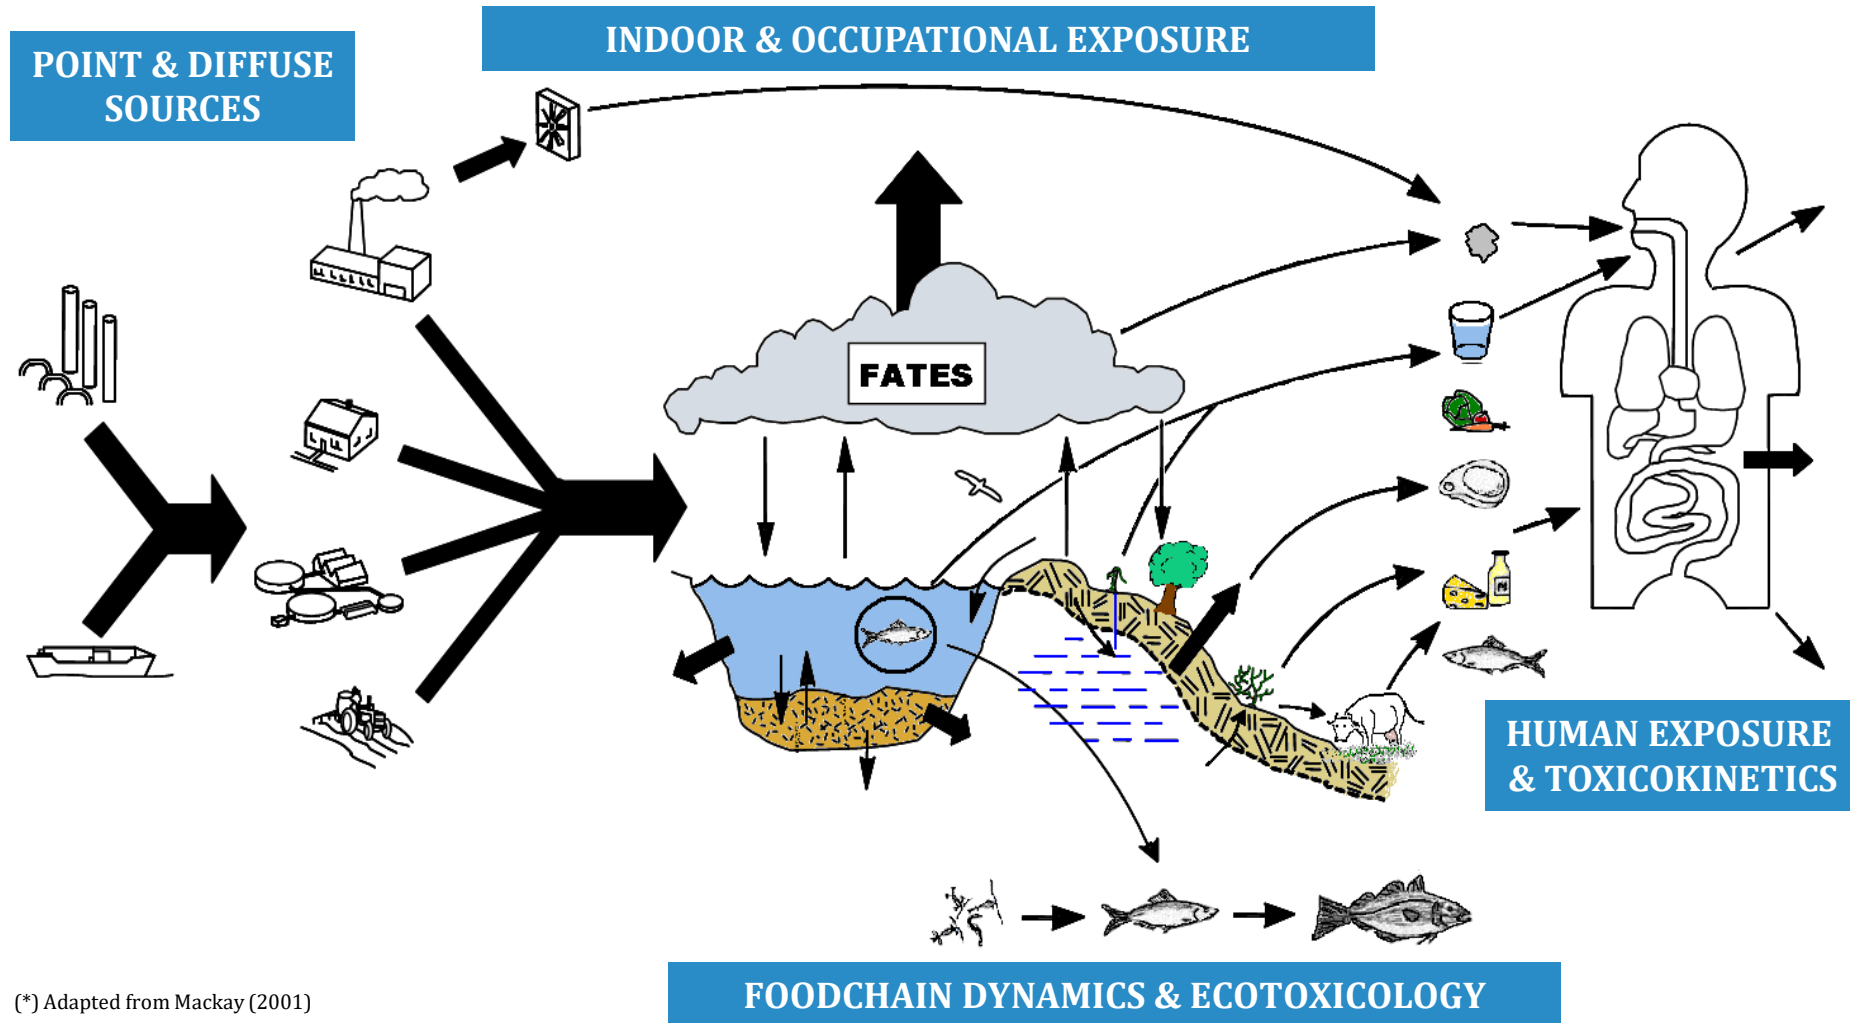 POINT & DIFFUSE
SOURCES
INDOOR & OCCUPATIONAL EXPOSURE
FATES
HUMAN EXPOSURE
& TOXICOKINETICS
FOODCHAIN DYNAMICS & ECOTOXICOLOGY
(*) Adapted from Mackay (2001)